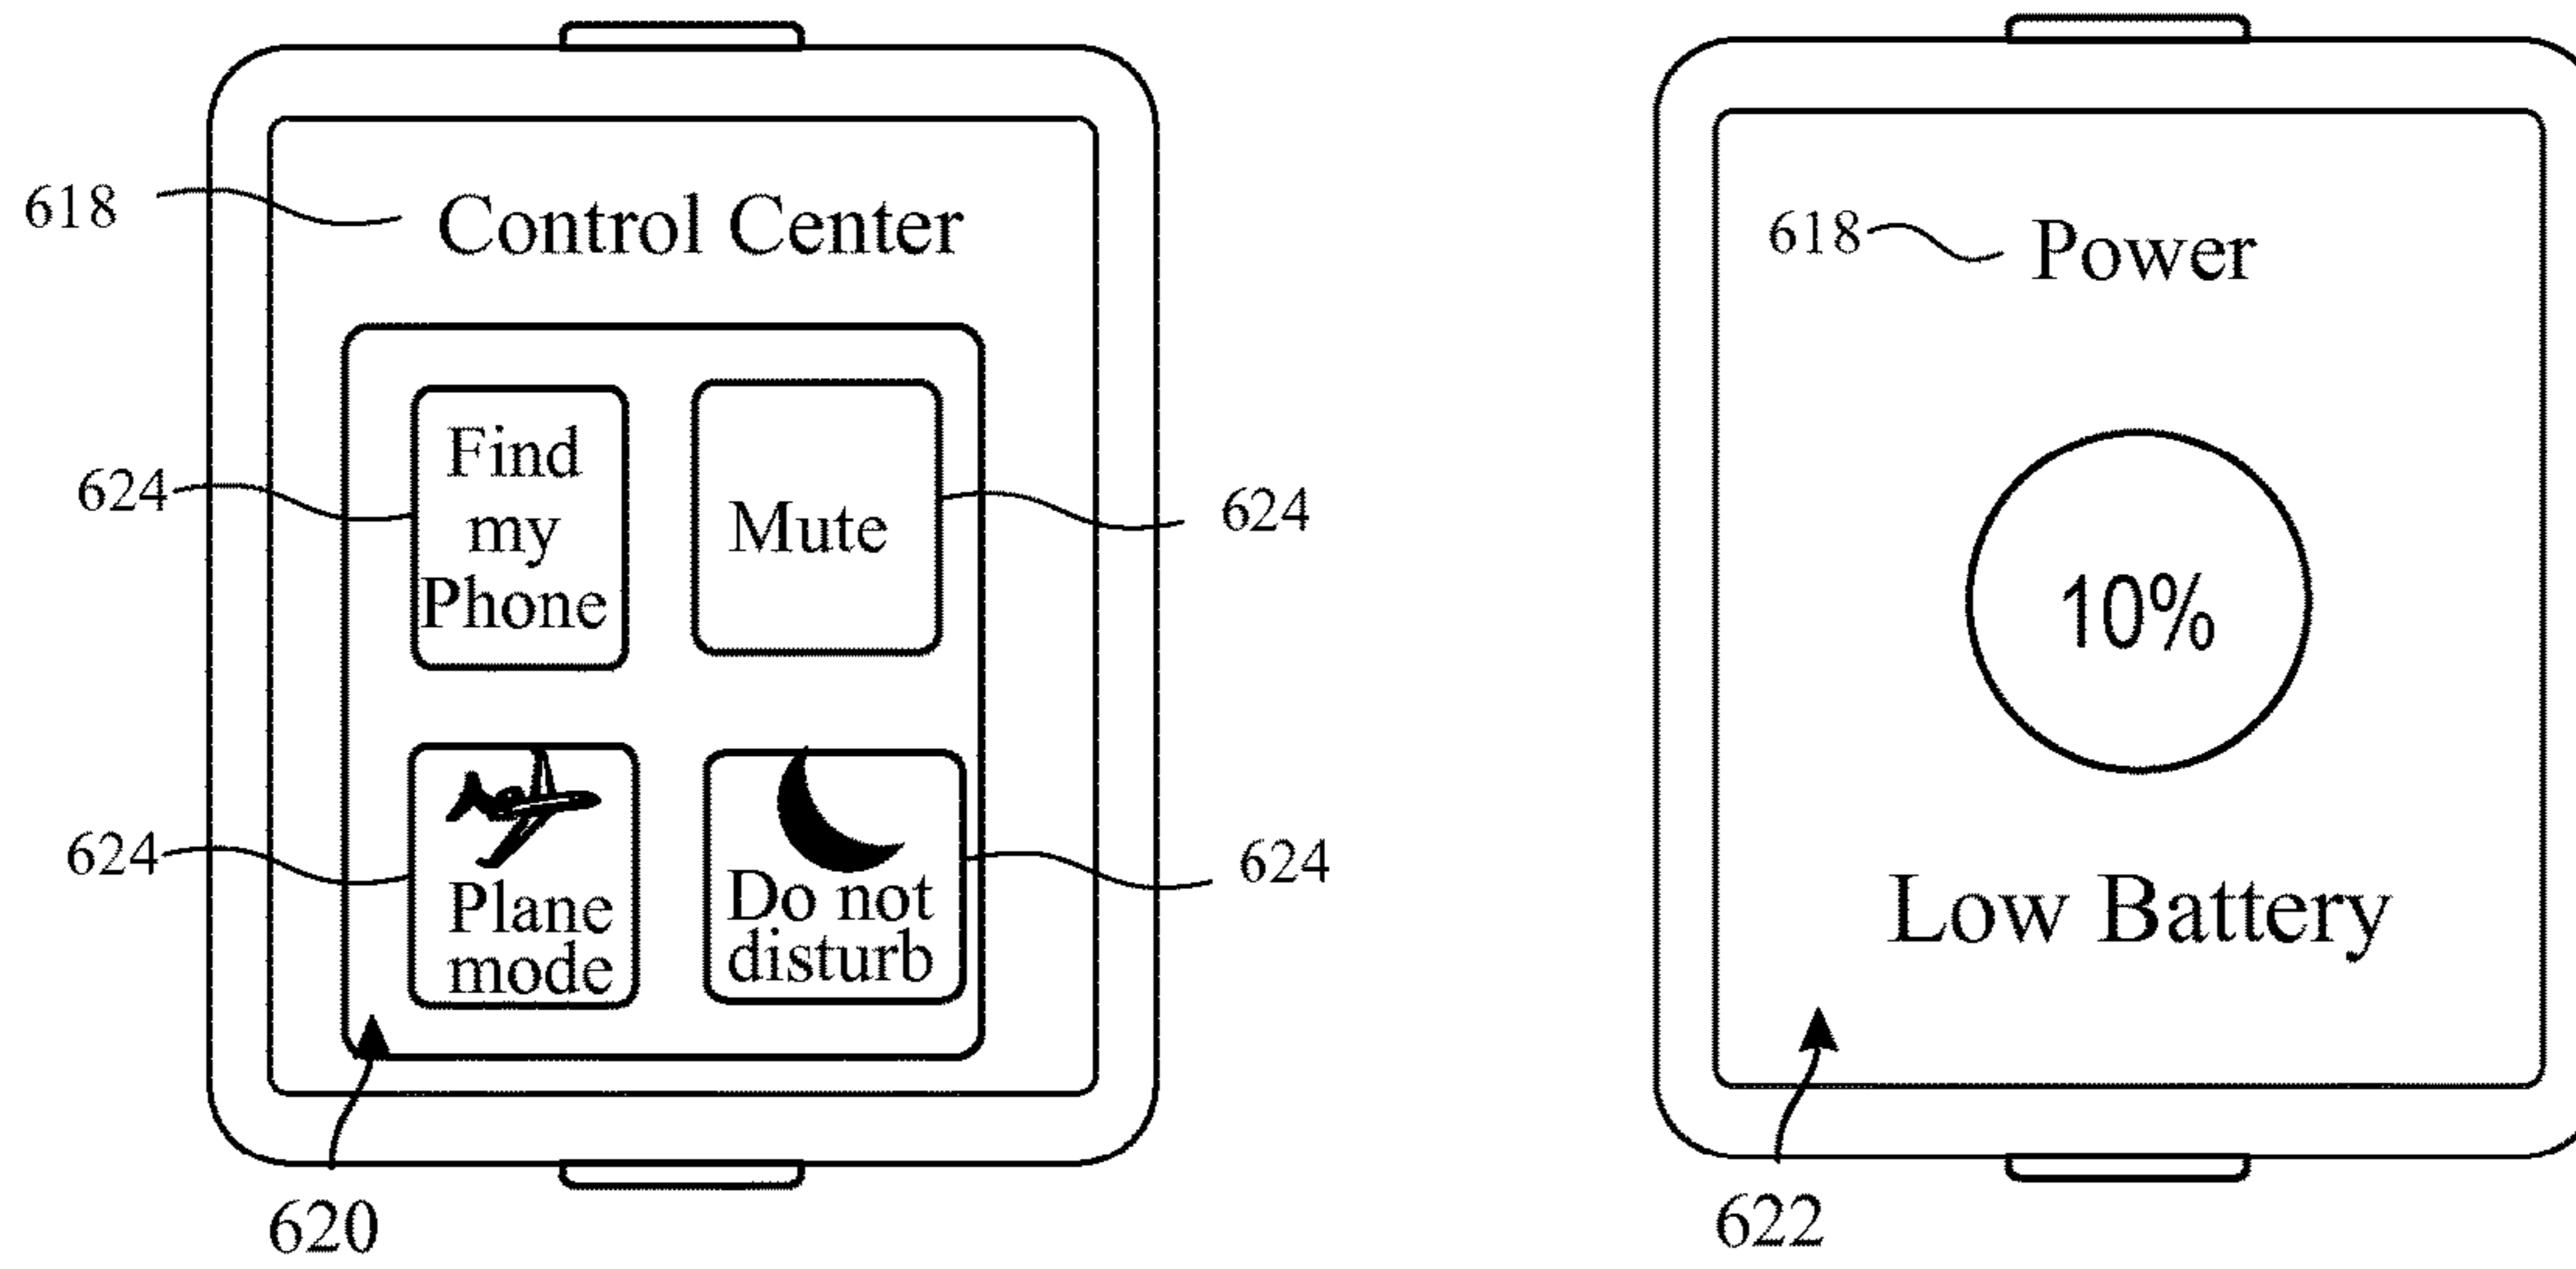 618
Control Center
624
Find
my
Phone
Mute
624
624
Plane
mode
Do not
disturb
624
620
618
Power
10%
Low Battery
622